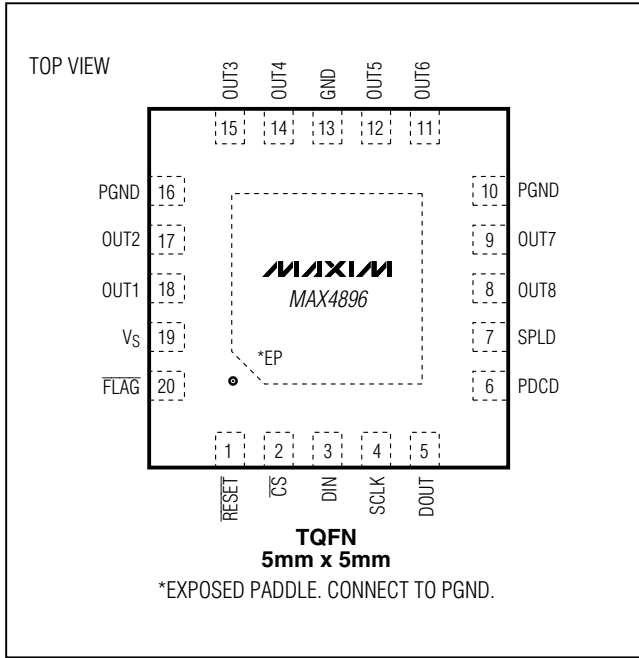 TOP VIEW
OUT3 OUT4 GND OUT5 OUT6
15 14 13 12 11
PGND 16
OUT2 17
OUT1 18
VS 19
FLAG 20
10 PGND
9 OUT7
8 OUT8
7 SPLD
6 PDCD
MAXIM
MAX4896
*EP
1 2 3 4 5
RESET CS DIN SCLK DOUT
TQFN
5mm x 5mm
*EXPOSED PADDLE. CONNECT TO PGND.